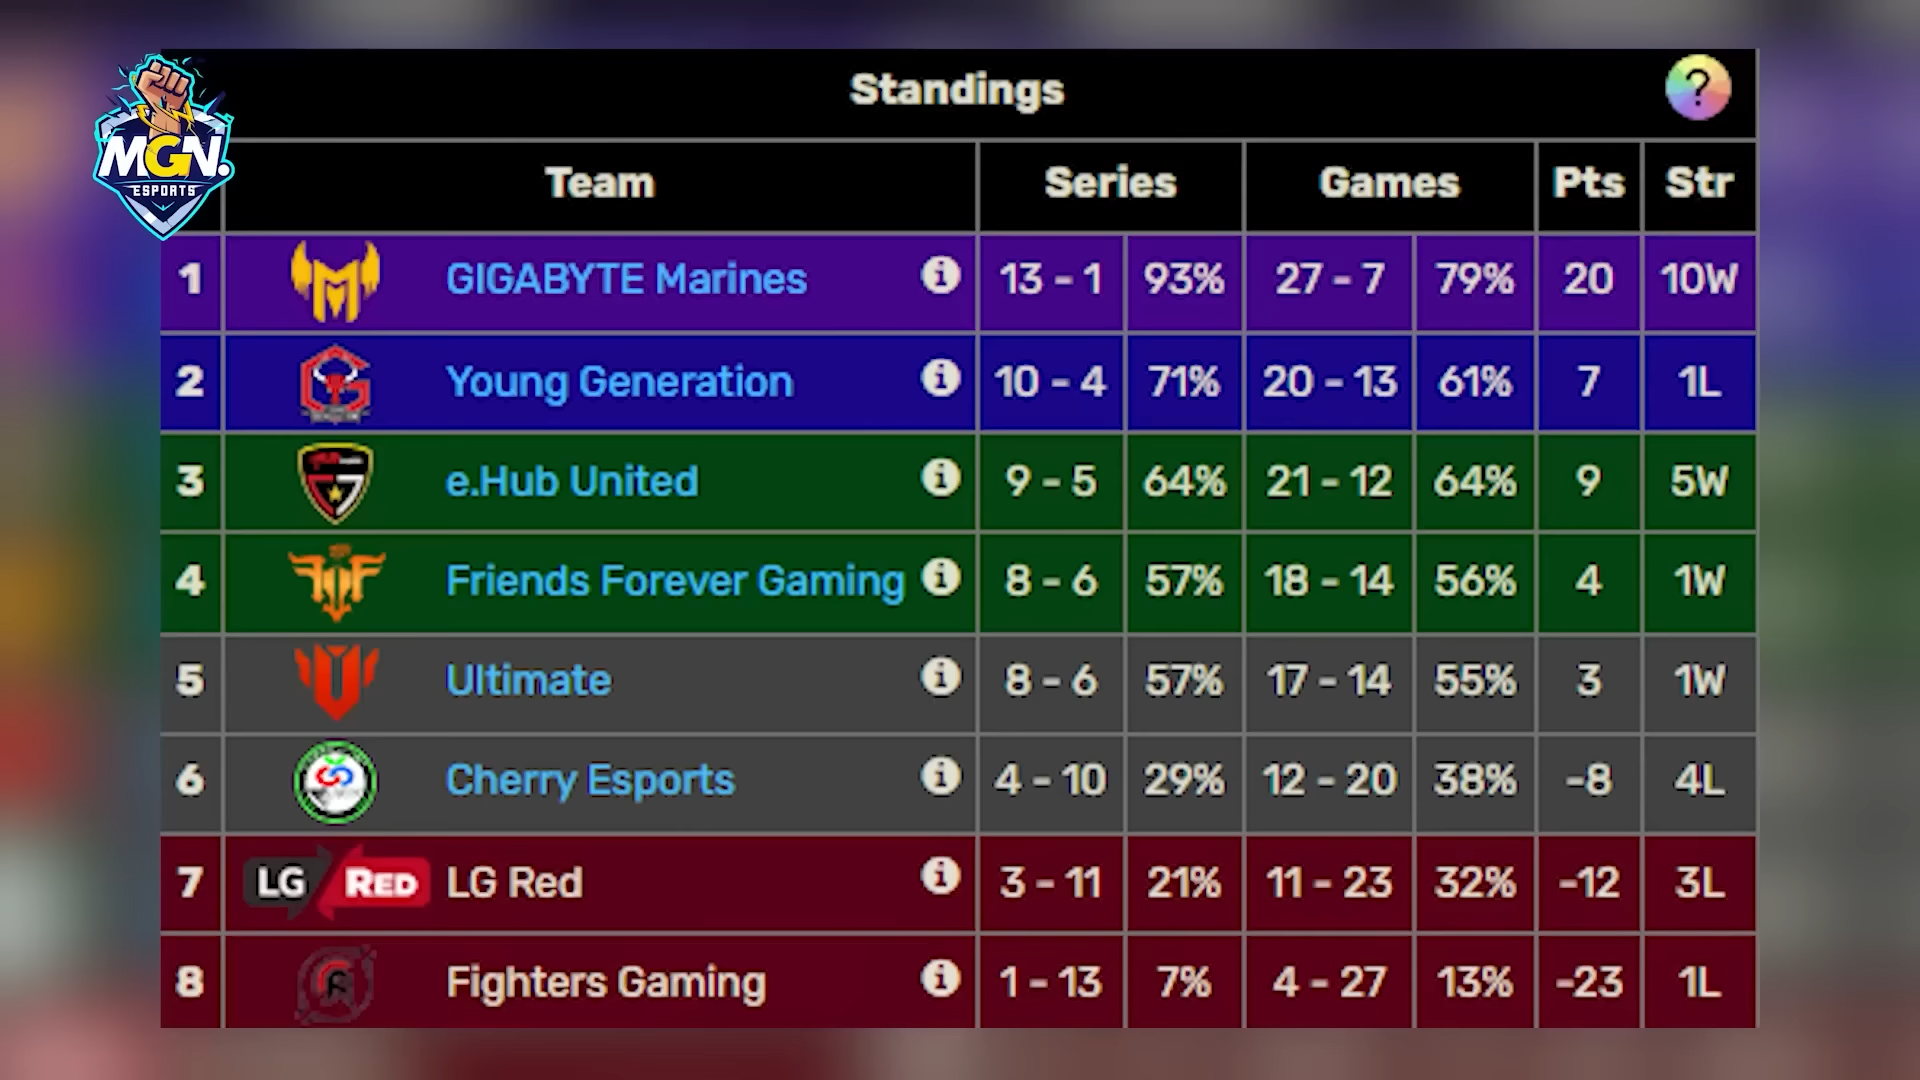 MGN.
ESPORTS
Standings
?
Team Series Games Pts Str
1 GIGABYTE Marines i 13 - 1 93% 27 - 7 79% 20 10W
2 Young Generation i 10 - 4 71% 20 - 13 61% 7 1L
3 e.Hub United i 9 - 5 64% 21 - 12 64% 9 5W
4 Friends Forever Gaming i 8 - 6 57% 18 - 14 56% 4 1W
5 Ultimate i 8 - 6 57% 17 - 14 55% 3 1W
6 Cherry Esports i 4 - 10 29% 12 - 20 38% -8 4L
7 LG RED LG Red i 3 - 11 21% 11 - 23 32% -12 3L
8 Fighters Gaming i 1 - 13 7% 4 - 27 13% -23 1L